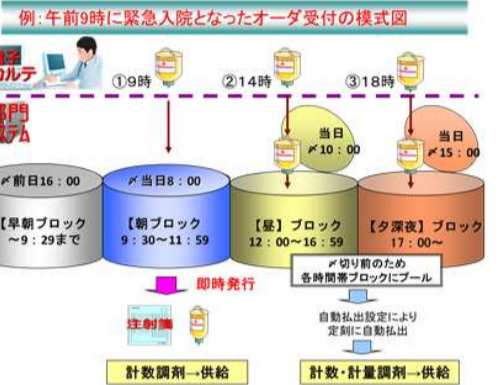 例:午前9時に緊急入院となったオーダ受付の模式図
電子
カルテ
①9時
②14時
③18時
部門
システム
当日
〆10：00
当日
〆15：00
〆前日16：00
〆当日8：00
【早朝ブロック
～9：29まで
【朝ブロック】
9：30～11：59
【昼】ブロック
12：00～16：59
【夕深夜】ブロック
17：00～
即時発行
〆切り前のため
各時間帯ブロックにプール
注射箋
自動払出設定により
定刻に自動払出
計数調剤→供給
計数・計量調剤→供給